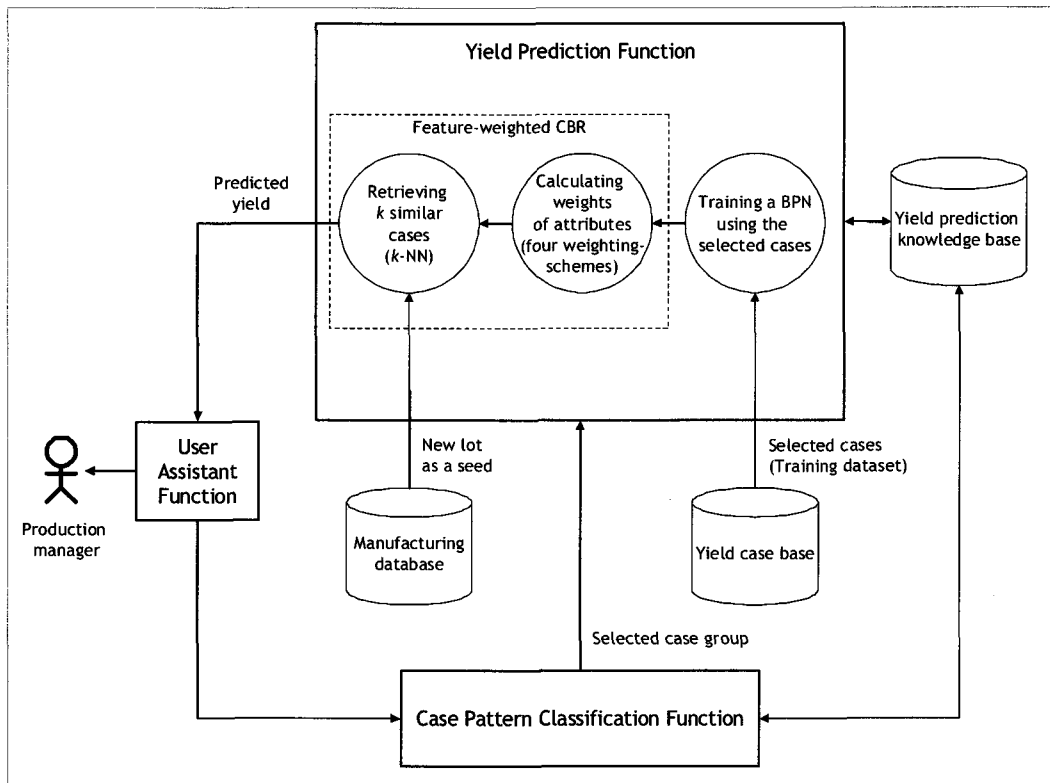 Yield Prediction Function
Feature-weighted CBR
Predicted
yield
Retrieving
k similar
cases
(k-NN)
Calculating
weights
of attributes
(four weighting-
schemes)
Training a BPN
using the
selected cases
Yield prediction
knowledge base
User
Assistant
Function
Production
manager
New lot
as a seed
Manufacturing
database
Selected cases
(Training dataset)
Yield case base
Selected case group
Case Pattern Classification Function